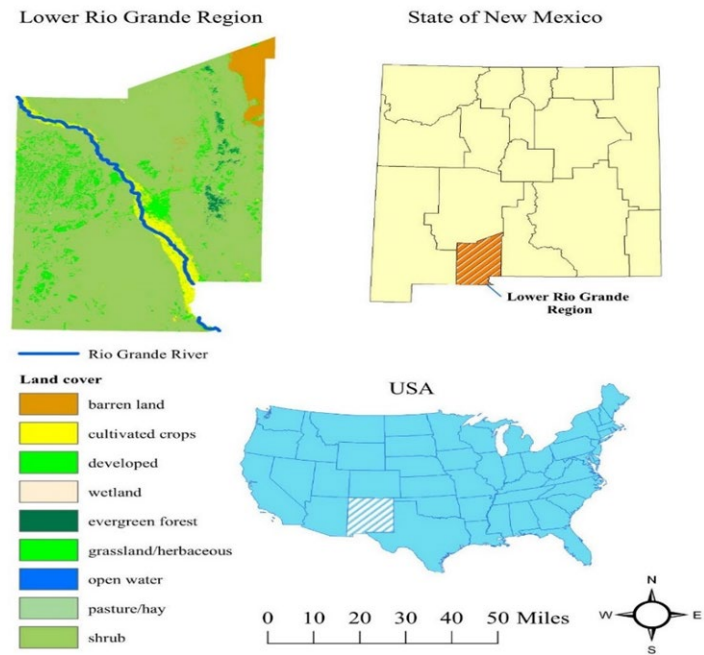 Lower Rio Grande Region
State of New Mexico
Lower Rio Grande
Region
Rio Grande River
Land cover
barren land
cultivated crops
developed
wetland
evergreen forest
grassland/herbaceous
open water
pasture/hay
shrub
USA
0 10 20 30 40 50 Miles
N
W E
S